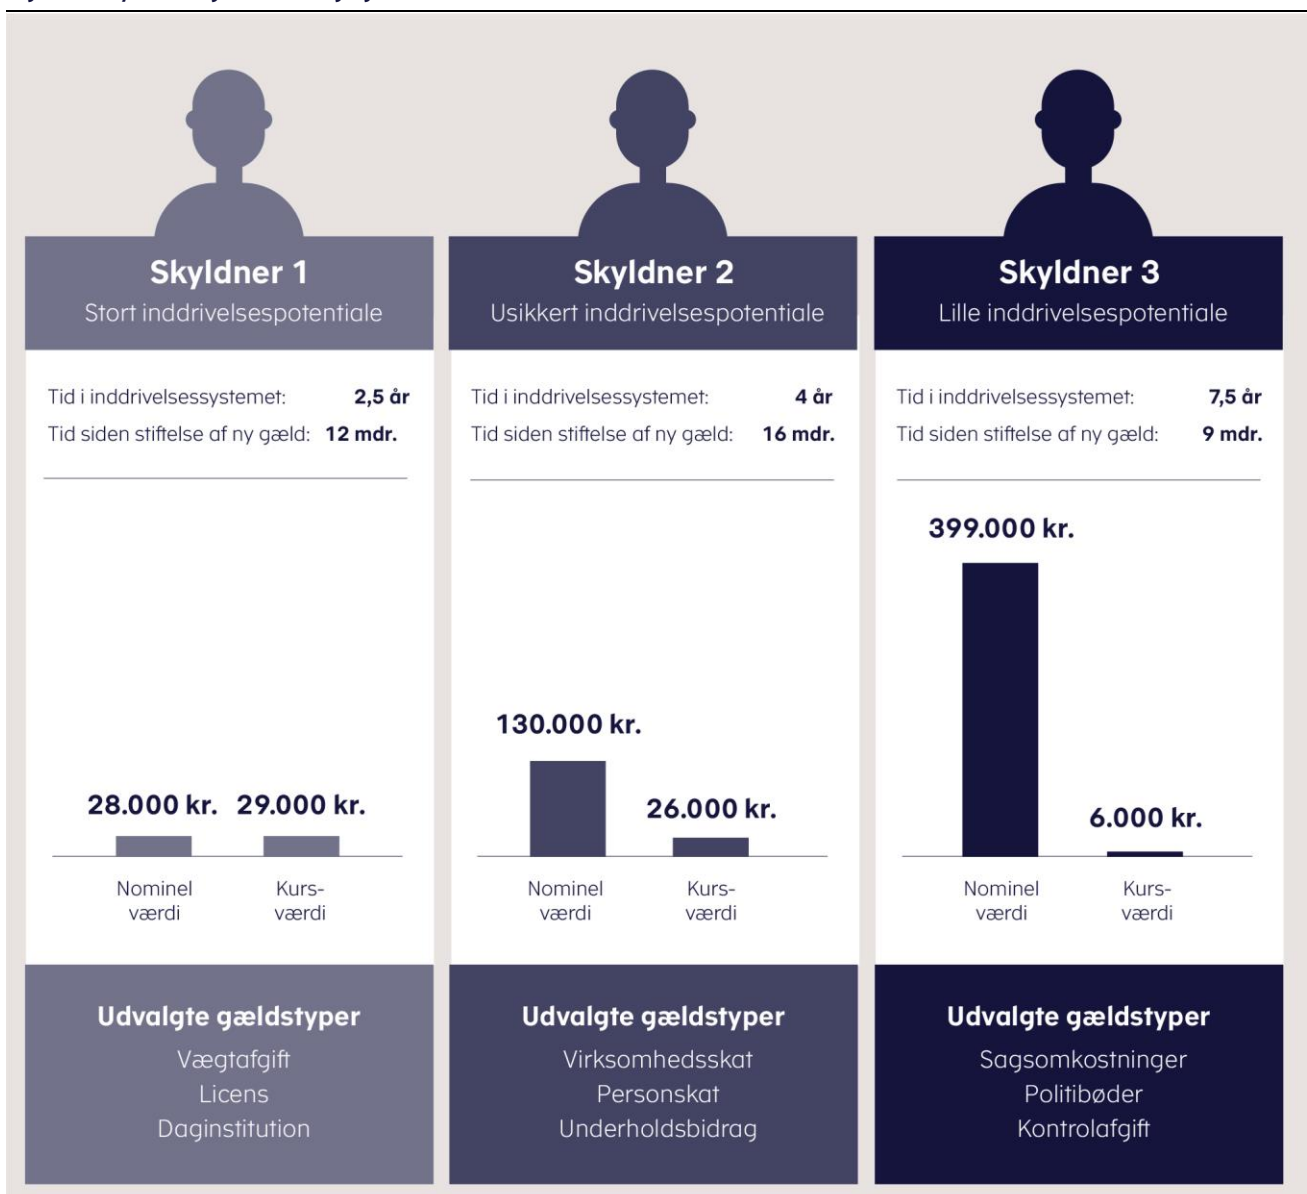 Skyldner 1
Stort inddrivelsespotentiale
Tid i inddrivelsessystemet: 2,5 år
Tid siden stiftelse af ny gæld: 12 mdr.
28.000 kr. 29.000 kr.
Nominel Kurs-
værdi værdi
Udvalgte gældstyper
Vægtafgift
Licens
Daginstitution
Skyldner 2
Usikkert inddrivelsespotentiale
Tid i inddrivelsessystemet: 4 år
Tid siden stiftelse af ny gæld: 16 mdr.
130.000 kr.
26.000 kr.
Nominel Kurs-
værdi værdi
Udvalgte gældstyper
Virksomhedsskat
Personskat
Underholdsbidrag
Skyldner 3
Lille inddrivelsespotentiale
Tid i inddrivelsessystemet: 7,5 år
Tid siden stiftelse af ny gæld: 9 mdr.
399.000 kr.
6.000 kr.
Nominel Kurs-
værdi værdi
Udvalgte gældstyper
Sagsomkostninger
Politibøder
Kontrolafgift